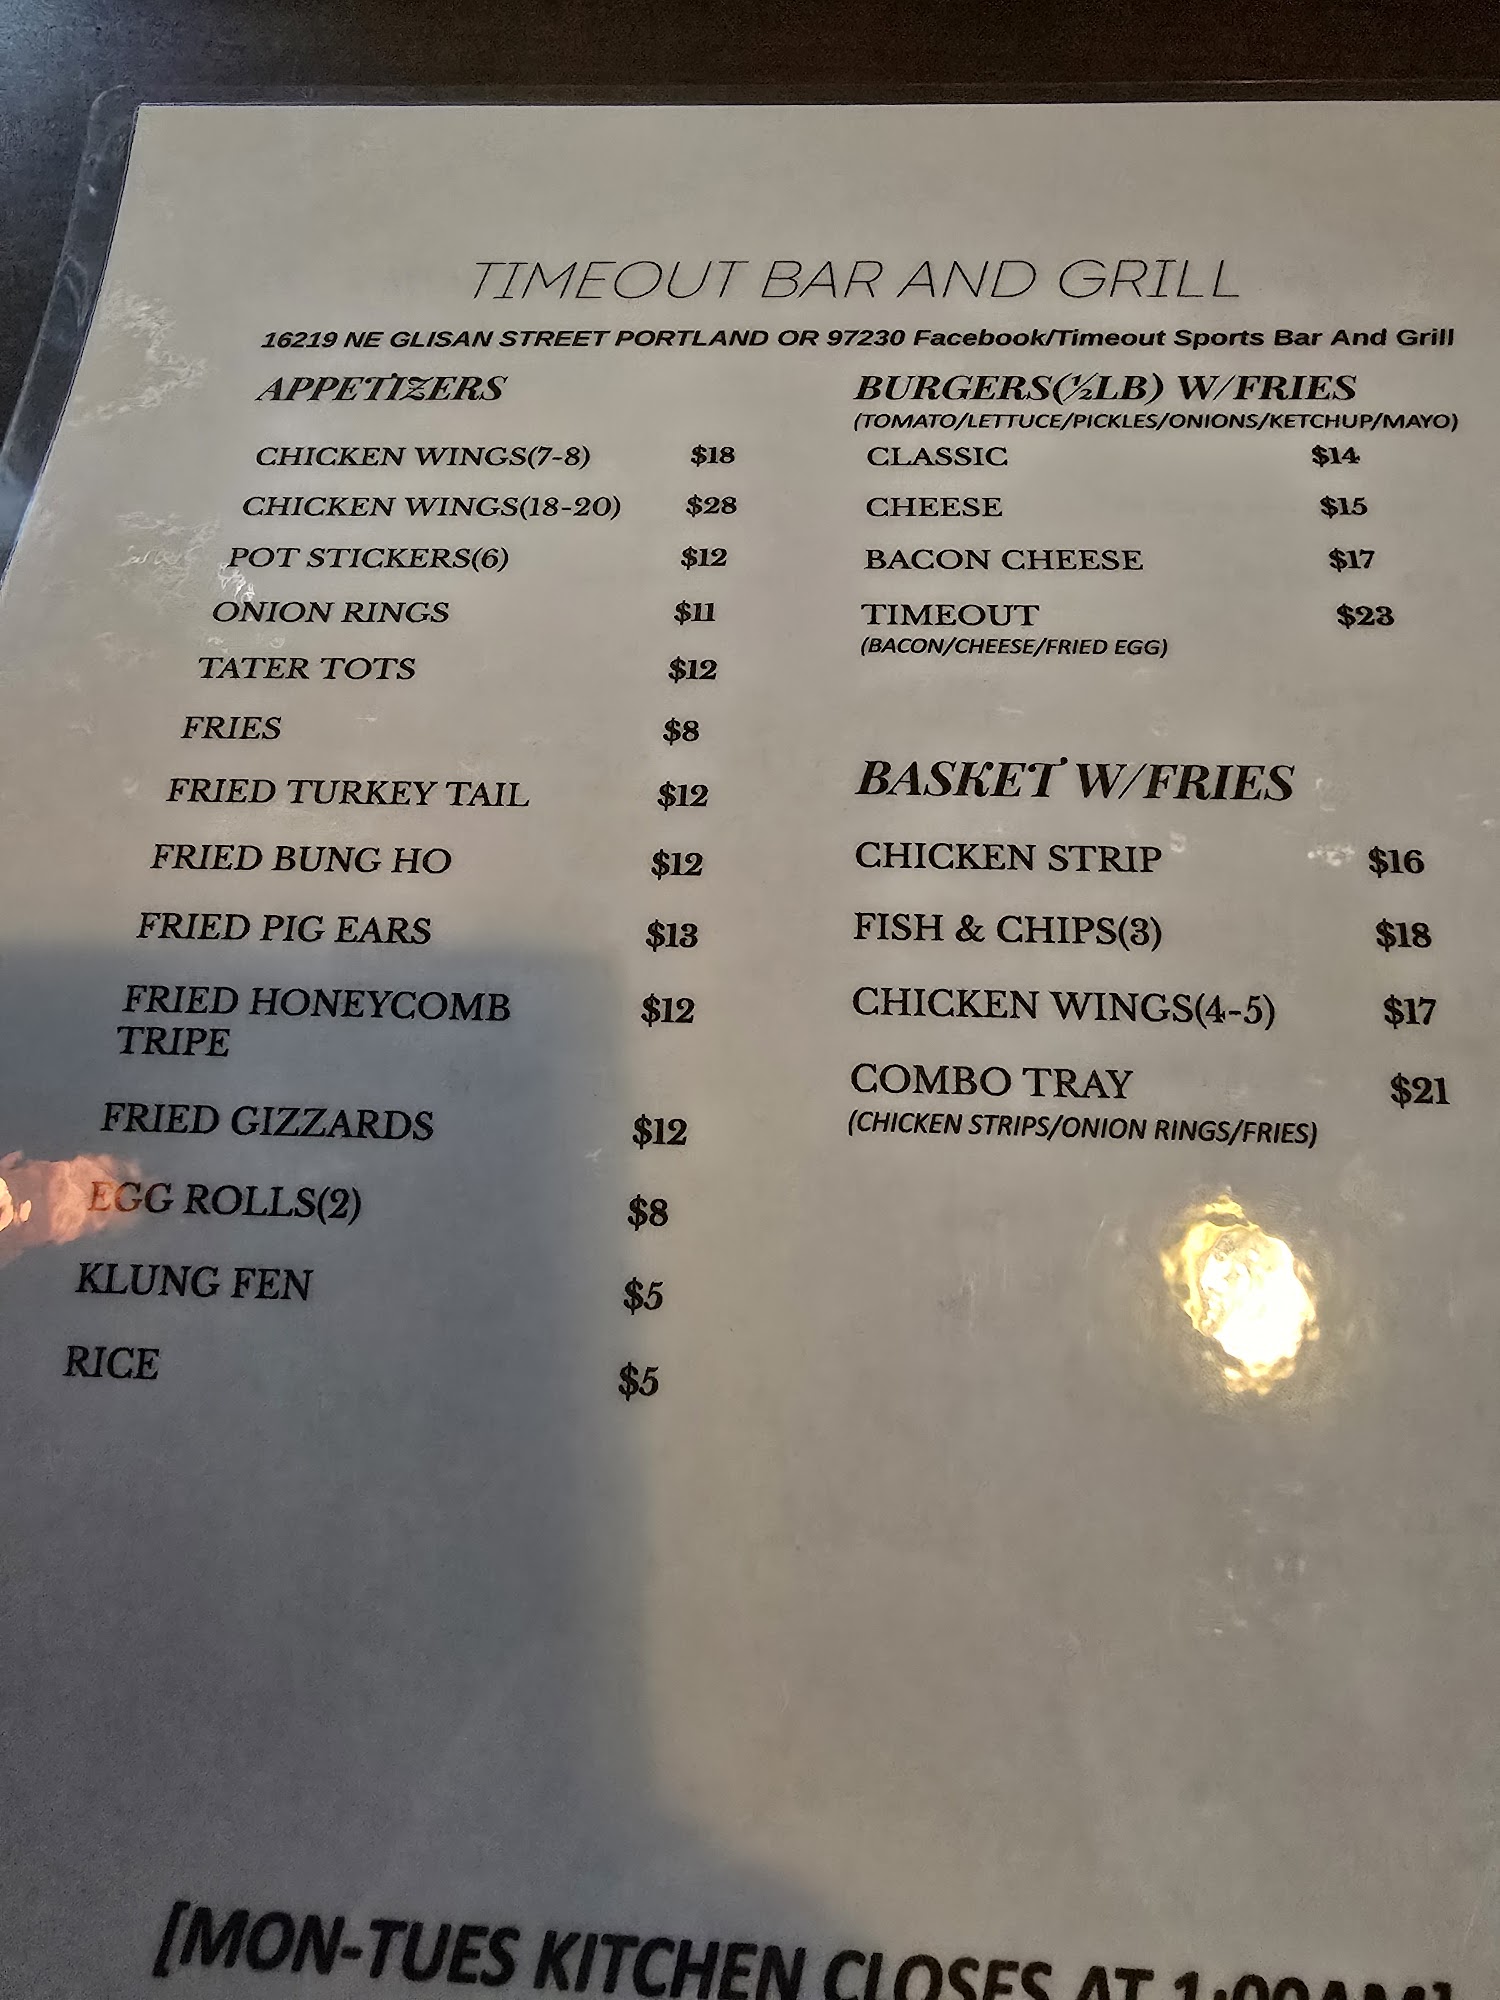 TIMEOUT BAR AND GRILL
16219 NE GLISAN STREET PORTLAND OR 97230 Facebook/Timeout Sports Bar And Grill
APPETIZERS
CHICKEN WINGS(7-8) $18
CHICKEN WINGS(18-20) $28
POT STICKERS(6) $12
ONION RINGS $11
TATER TOTS $12
FRIES $8
FRIED TURKEY TAIL $12
FRIED BUNG HO $12
FRIED PIG EARS $13
FRIED HONEYCOMB $12
TRIPE
FRIED GIZZARDS $12
EGG ROLLS(2) $8
KLUNG FEN $5
RICE $5
BURGERS(½LB) W/FRIES
(TOMATO/LETTUCE/PICKLES/ONIONS/KETCHUP/MAYO)
CLASSIC $14
CHEESE $15
BACON CHEESE $17
TIMEOUT $23
(BACON/CHEESE/FRIED EGG)
BASKET W/FRIES
CHICKEN STRIP $16
FISH & CHIPS(3) $18
CHICKEN WINGS(4-5) $17
COMBO TRAY $21
(CHICKEN STRIPS/ONION RINGS/FRIES)
[MON-TUES KITCHEN CLOSES AT 1:00AM]